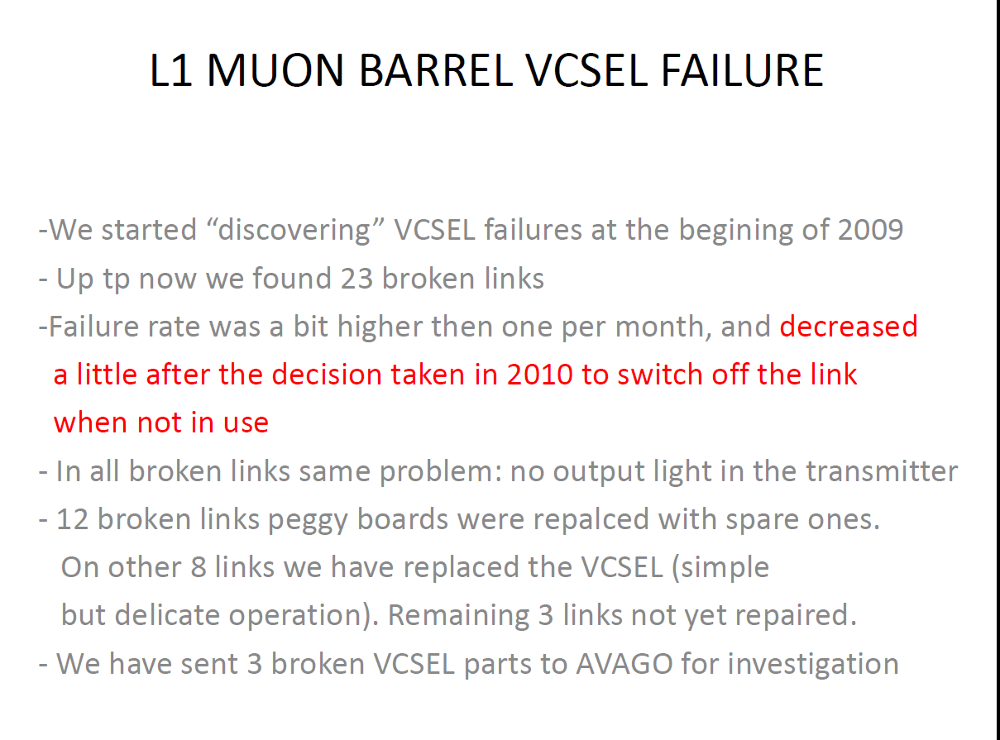 L1 MUON BARREL VCSEL FAILURE
-We started “discovering” VCSEL failures at the begining of 2009
- Up tp now we found 23 broken links
-Failure rate was a bit higher then one per month, and decreased
a little after the decision taken in 2010 to switch off the link
when not in use
- In all broken links same problem: no output light in the transmitter
- 12 broken links peggy boards were repalced with spare ones.
On other 8 links we have replaced the VCSEL (simple
but delicate operation). Remaining 3 links not yet repaired.
- We have sent 3 broken VCSEL parts to AVAGO for investigation